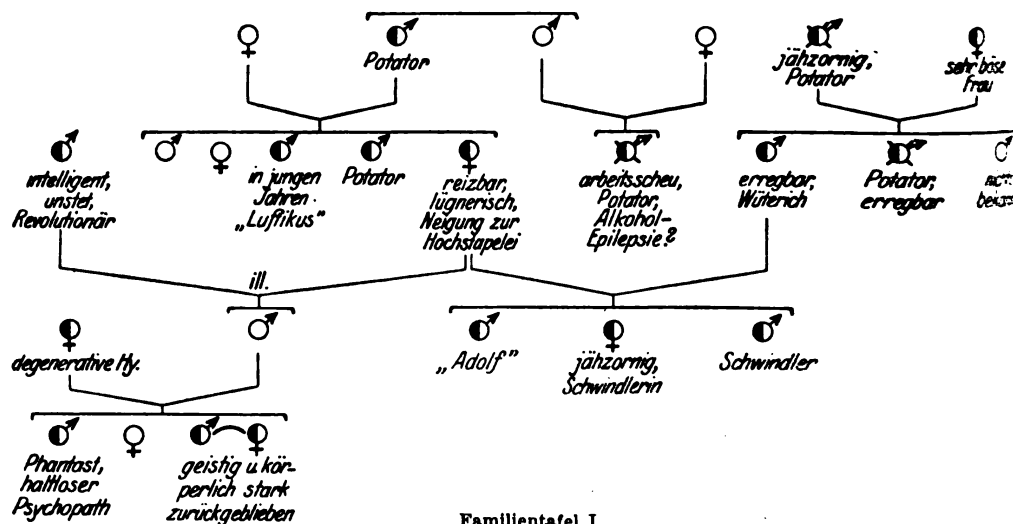 Potator
jähzornig,
Potator
sehr böse
Frau
intelligent,
unstet,
Revolutionär
in jungen
Jahren
„Luftikus"
Potator
reizbar,
lügnerisch,
Neigung zur
Hochstapelei
arbeitsscheu,
Potator,
Alkohol-
Epilepsie?
erregbar,
Wüterich
Potator,
erregbar
ill.
degenerative Hy.
„Adolf"
jähzornig,
Schwindlerin
Schwindler
Phantast,
haltloser
Psychopath
geistig u. kör-
perlich stark
zurückgeblieben
Familientafel I